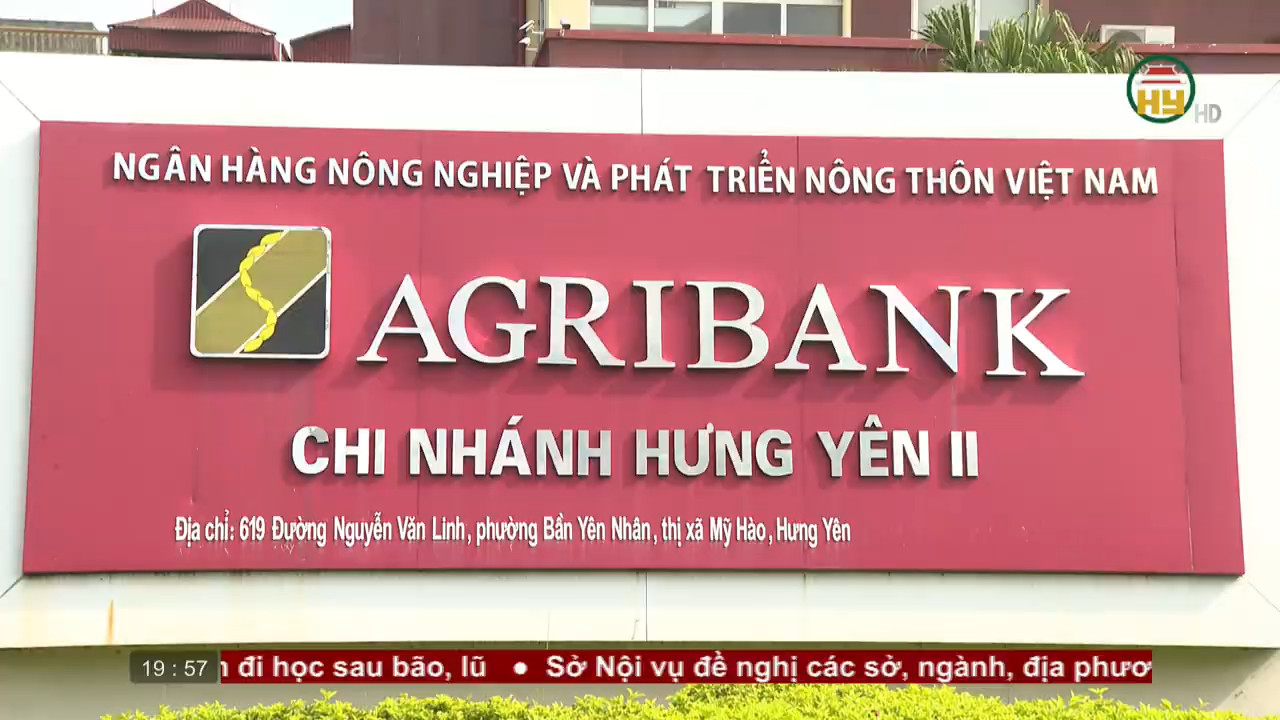 HY HD
NGÂN HÀNG NÔNG NGHIỆP VÀ PHÁT TRIỂN NÔNG THÔN VIỆT NAM
AGRIBANK
CHI NHÁNH HƯNG YÊN II
Địa chỉ: 619 Đường Nguyễn Văn Linh, phường Bần Yên Nhân, thị xã Mỹ Hào, Hưng Yên
19:57 đi học sau bão, lũ • Sở Nội vụ đề nghị các sở, ngành, địa phươ